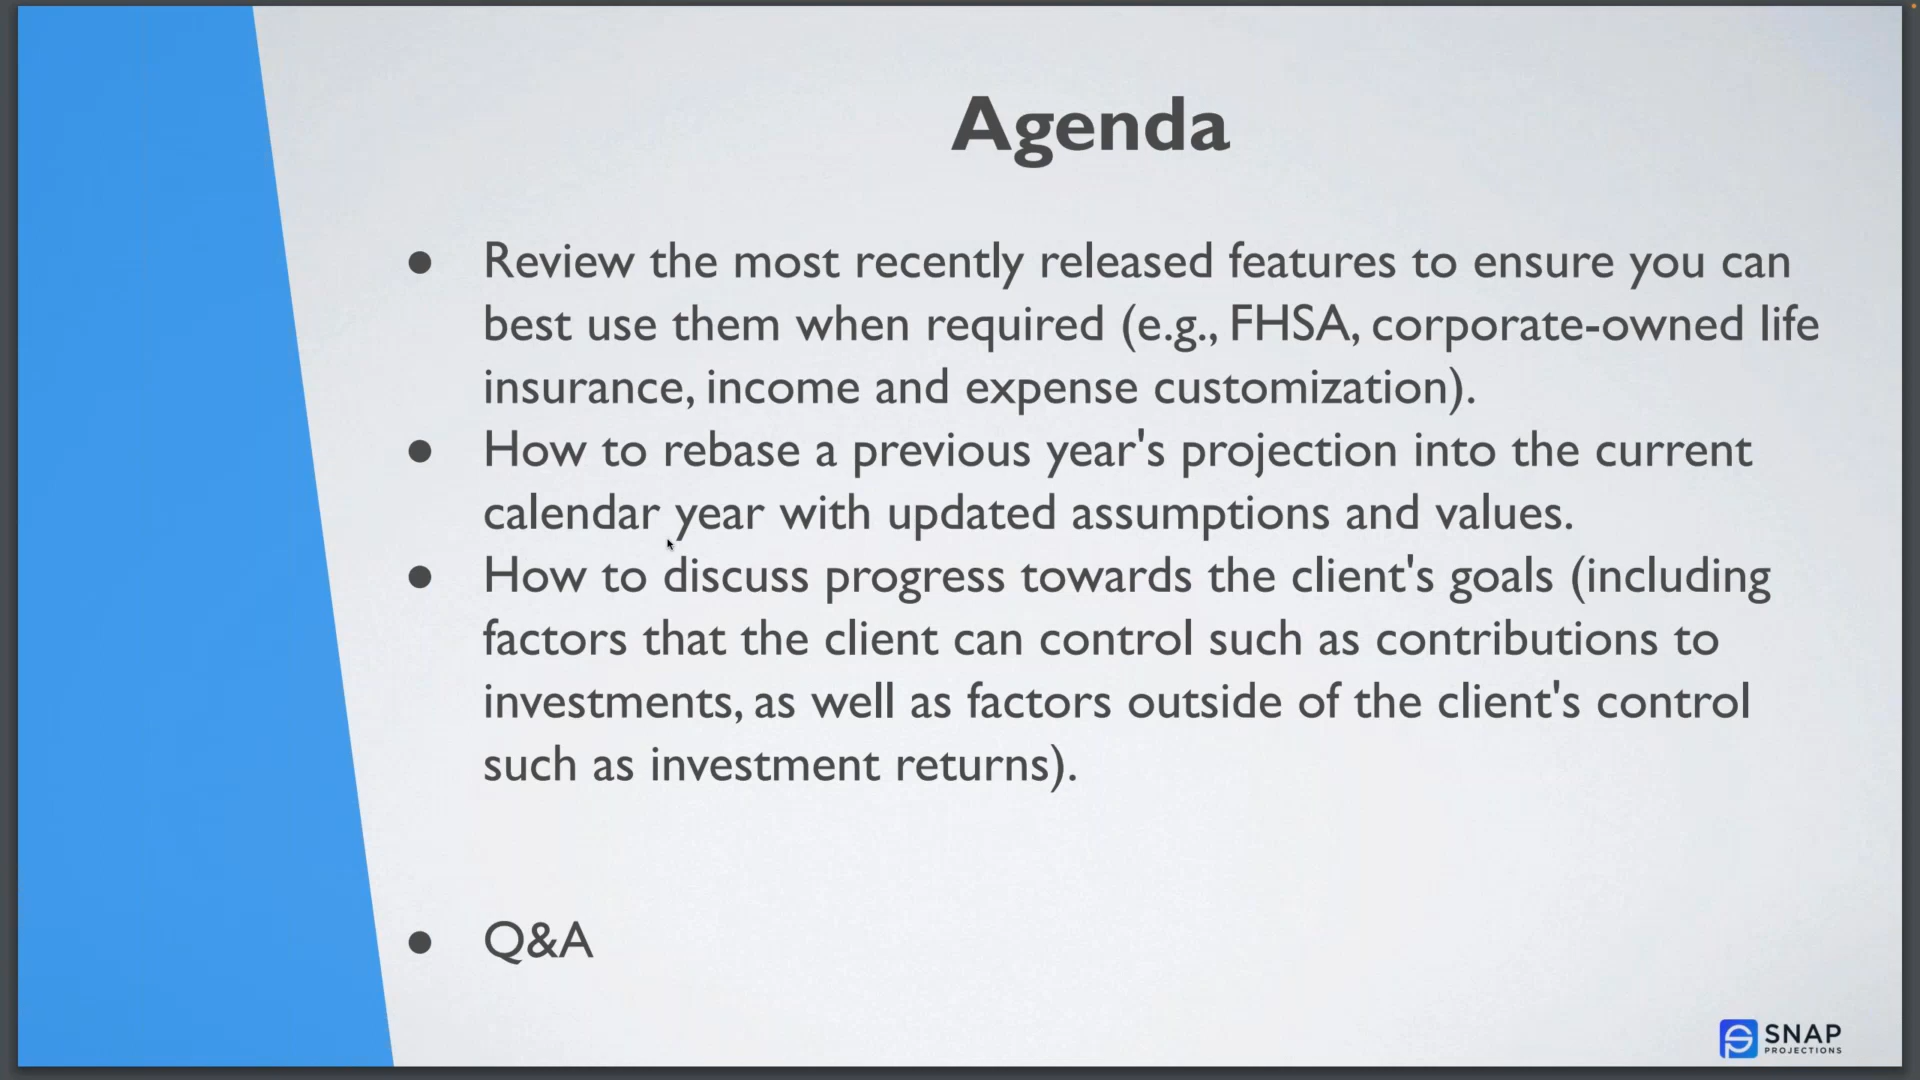 Agenda
● Review the most recently released features to ensure you can
best use them when required (e.g., FHSA, corporate-owned life
insurance, income and expense customization).
● How to rebase a previous year's projection into the current
calendar year with updated assumptions and values.
● How to discuss progress towards the client's goals (including
factors that the client can control such as contributions to
investments, as well as factors outside of the client's control
such as investment returns).
● Q&A
SNAP
PROJECTIONS